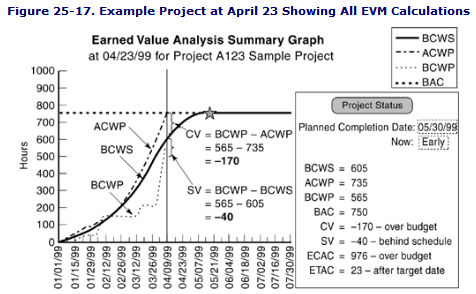 Figure 25-17. Example Project at April 23 Showing All EVM Calculations
Earned Value Analysis Summary Graph
at 04/23/99 for Project A123 Sample Project
BCWS
ACWP
BCWP
BAC
Hours
1000
900
800
700
600
500
400
300
200
100
0
ACWP
BCWS
BCWP
CV = BCWP – ACWP
= 565 – 735
= –170
SV = BCWP – BCWS
= 565 – 605
= –40
01/01/99
01/15/99
01/29/99
02/12/99
02/26/99
03/12/99
03/26/99
04/09/99
04/23/99
05/07/99
05/21/99
06/04/99
06/18/99
07/02/99
07/16/99
07/30/99
Project Status
Planned Completion Date: 05/30/99
Now: Early
BCWS = 605
ACWP = 735
BCWP = 565
BAC = 750
CV = –170 – over budget
SV = –40 – behind schedule
ECAC = 976 – over budget
ETAC = 23 – after target date